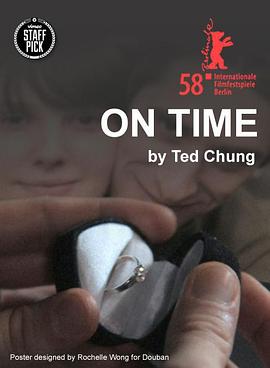 vimeo
STAFF
PICK
Berlinale
58
Internationale
Filmfestspiele
Berlin
ON TIME
by Ted Chung
Poster designed by Rochelle Wong for Douban